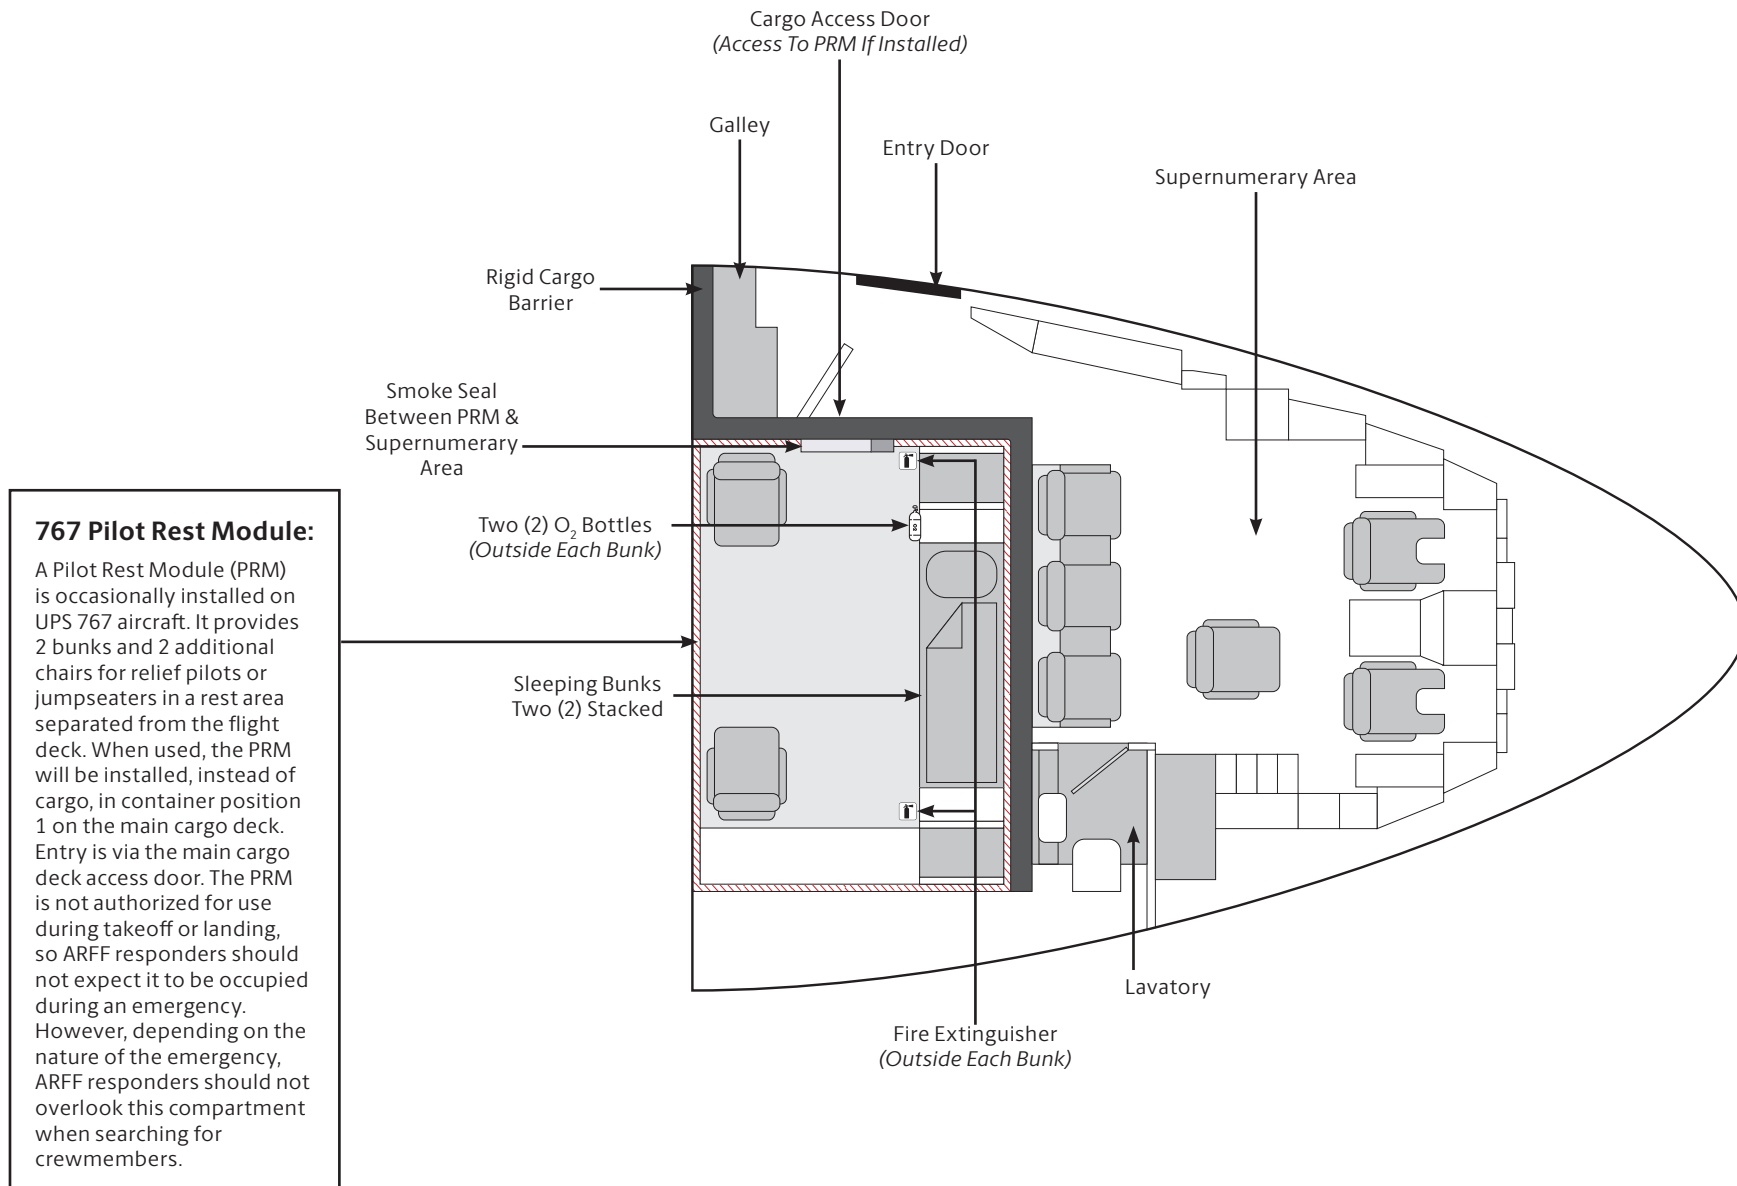 Cargo Access Door
(Access To PRM If Installed)
Galley
Entry Door
Supernumerary Area
Rigid Cargo
Barrier
Smoke Seal
Between PRM &
Supernumerary
Area
Two (2) O₂ Bottles
(Outside Each Bunk)
Sleeping Bunks
Two (2) Stacked
Lavatory
Fire Extinguisher
(Outside Each Bunk)
767 Pilot Rest Module:
A Pilot Rest Module (PRM)
is occasionally installed on
UPS 767 aircraft. It provides
2 bunks and 2 additional
chairs for relief pilots or
jumpseaters in a rest area
separated from the flight
deck. When used, the PRM
will be installed, instead of
cargo, in container position
1 on the main cargo deck.
Entry is via the main cargo
deck access door. The PRM
is not authorized for use
during takeoff or landing,
so ARFF responders should
not expect it to be occupied
during an emergency.
However, depending on the
nature of the emergency,
ARFF responders should not
overlook this compartment
when searching for
crewmembers.